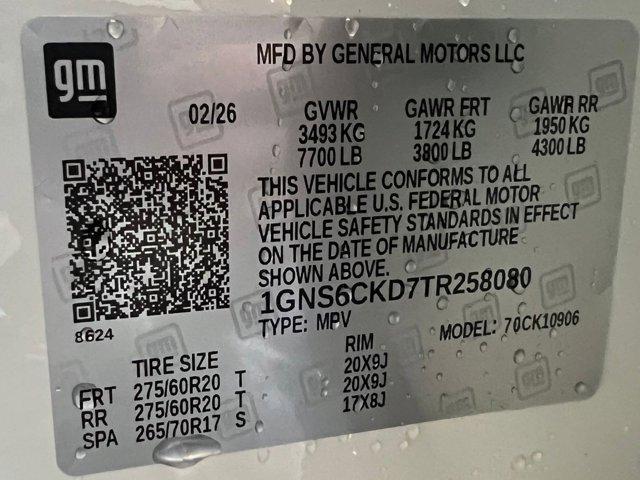 gm
MFD BY GENERAL MOTORS LLC
02/26 GVWR GAWR FRT GAWR RR
3493 KG 1724 KG 1950 KG
7700 LB 3800 LB 4300 LB
THIS VEHICLE CONFORMS TO ALL
APPLICABLE U.S. FEDERAL MOTOR
VEHICLE SAFETY STANDARDS IN EFFECT
ON THE DATE OF MANUFACTURE
SHOWN ABOVE.
1GNS6CKD7TR258080
8624
TYPE: MPV MODEL: 70CK10906
TIRE SIZE RIM
FRT 275/60R20 T 20X9J
RR 275/60R20 T 20X9J
SPA 265/70R17 S 17X8J